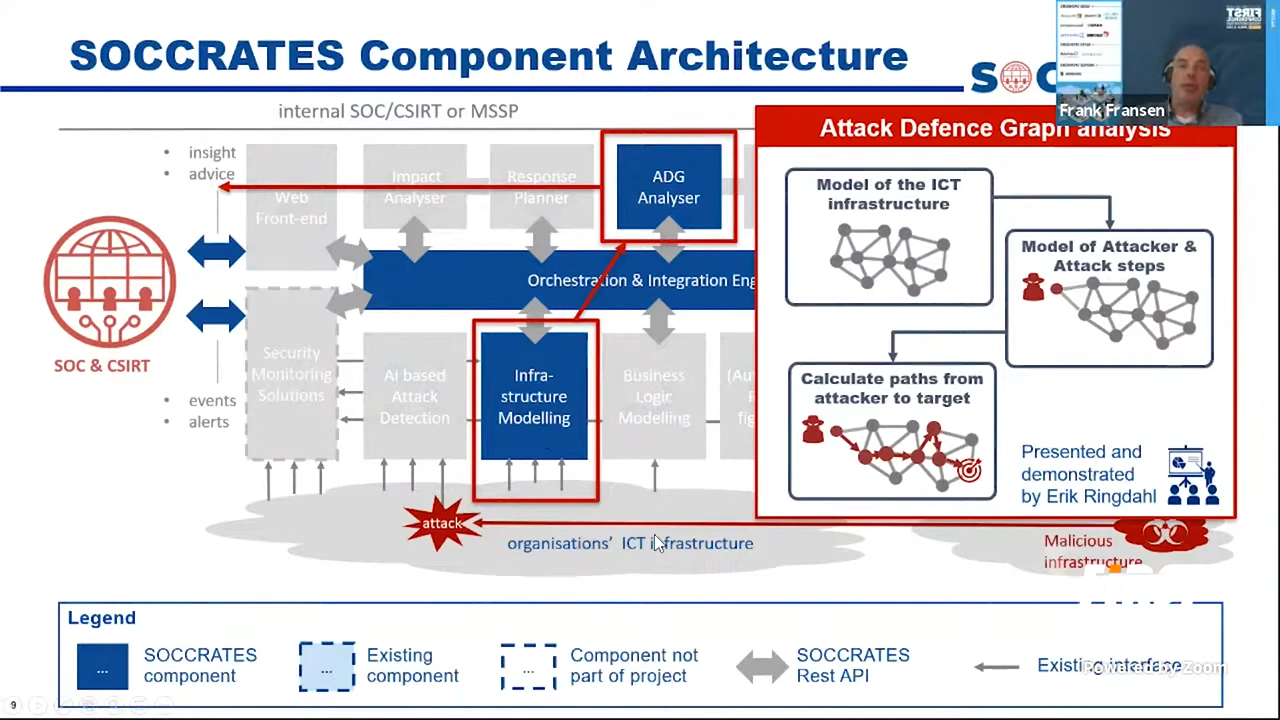 SOCCRATES Component Architecture
Frank Fransen
internal SOC/CSIRT or MSSP
• insight
• advice
Web
Front-end
Impact
Analyser
Response
Planner
ADG
Analyser
Orchestration & Integration Eng
SOC & CSIRT
• events
• alerts
Security
Monitoring
Solutions
AI based
Attack
Detection
Infra-
structure
Modelling
Business
Logic
Modelling
attack
organisations' ICT infrastructure
Malicious
infrastructure
Attack Defence Graph analysis
Model of the ICT
infrastructure
Model of Attacker &
Attack steps
Calculate paths from
attacker to target
Presented and
demonstrated
by Erik Ringdahl
Legend
... SOCCRATES
component
... Existing
component
... Component not
part of project
SOCCRATES
Rest API
Existing interface
Powered by Zoom
9